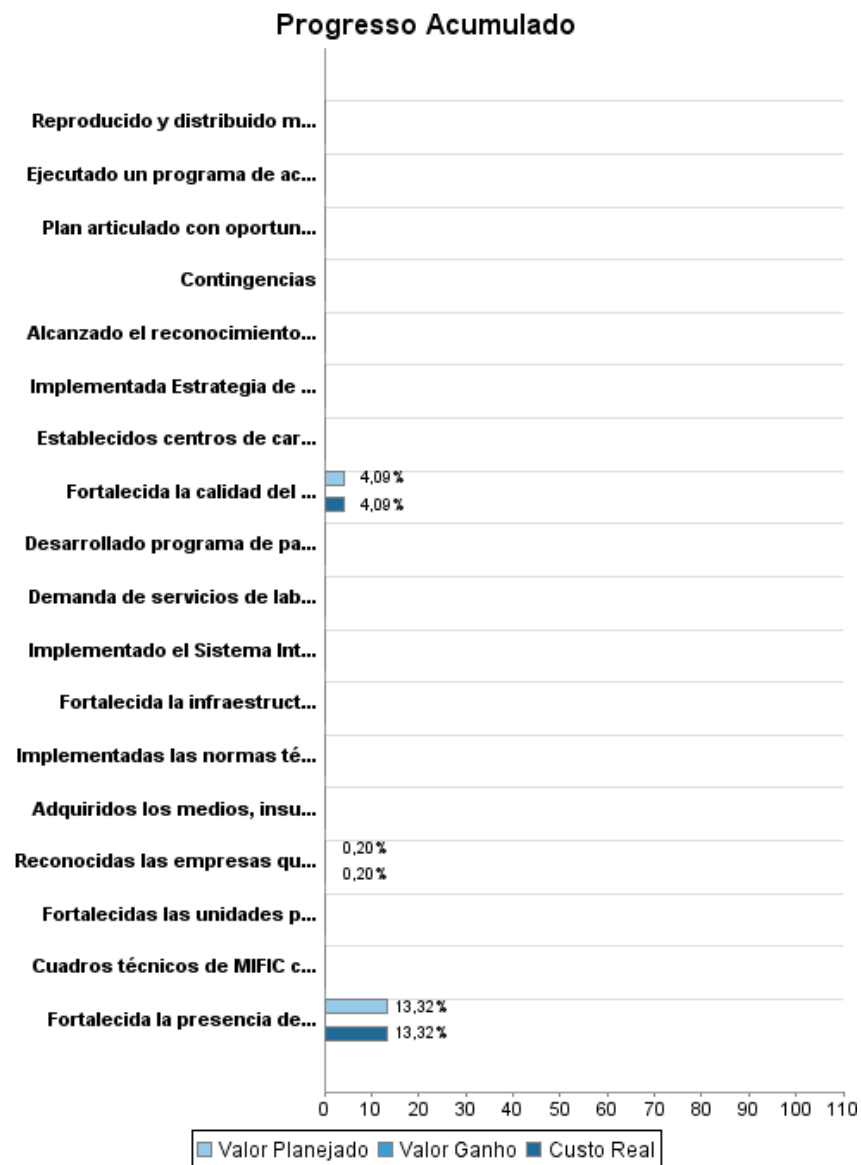 Progresso Acumulado
Reproducido y distribuido m...
Ejecutado un programa de ac...
Plan articulado con oportun...
Contingencias
Alcanzado el reconocimiento...
Implementada Estrategia de ...
Establecidos centros de car...
Fortalecida la calidad del ...
4,09%
4,09%
Desarrollado programa de pa...
Demanda de servicios de lab...
Implementado el Sistema Int...
Fortalecida la infraestruct...
Implementadas las normas té...
Adquiridos los medios, insu...
Reconocidas las empresas qu...
0,20%
0,20%
Fortalecidas las unidades p...
Cuadros técnicos de MIFIC c...
Fortalecida la presencia de...
13,32%
13,32%
0 10 20 30 40 50 60 70 80 90 100 110
Valor Planejado Valor Ganho Custo Real